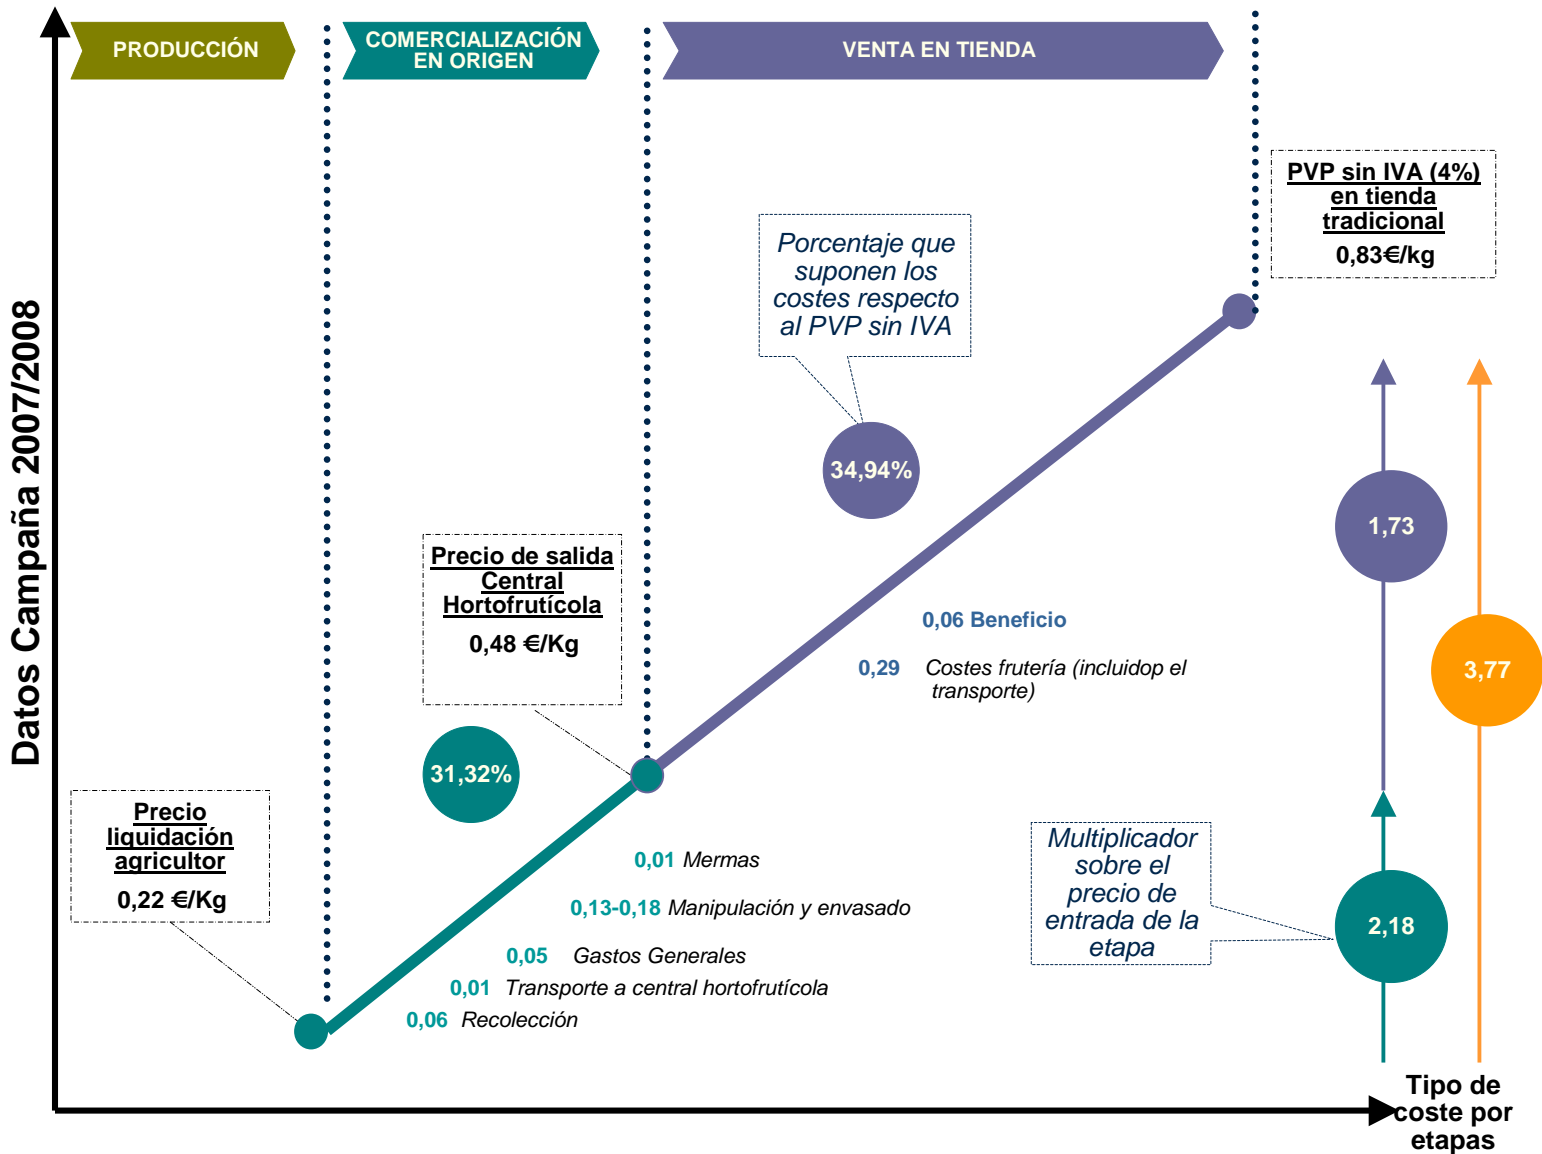 PRODUCCIÓN
COMERCIALIZACIÓN
EN ORIGEN
VENTA EN TIENDA
Datos Campaña 2007/2008
PVP sin IVA (4%)
en tienda
tradicional
0,83€/kg
Porcentaje que
suponen los
costes respecto
al PVP sin IVA
34,94%
1,73
3,77
Precio de salida
Central
Hortofrutícola
0,48 €/Kg
0,06 Beneficio
0,29 Costes frutería (incluidop el
transporte)
31,32%
Precio
liquidación
agricultor
0,22 €/Kg
0,01 Mermas
0,13-0,18 Manipulación y envasado
0,05 Gastos Generales
0,01 Transporte a central hortofrutícola
0,06 Recolección
Multiplicador
sobre el
precio de
entrada de la
etapa
2,18
Tipo de
coste por
etapas